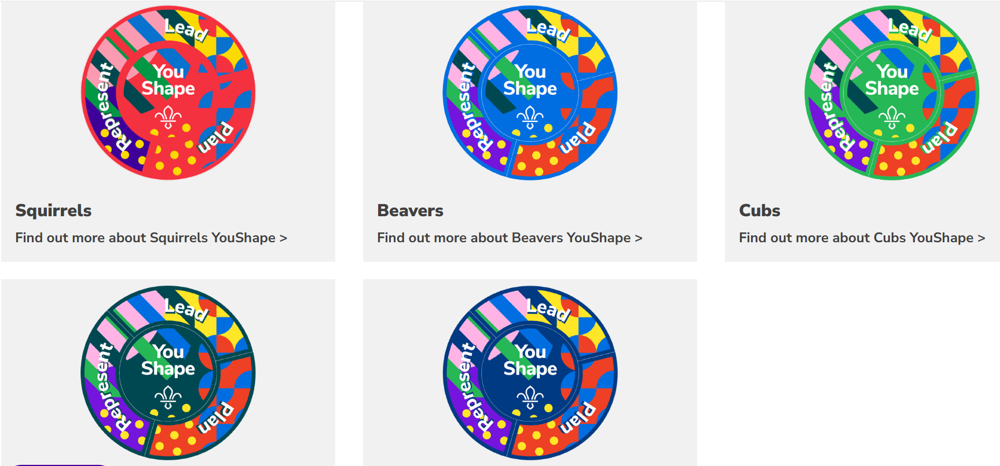 Lead
You
Shape
Represent
Plan
Squirrels
Find out more about Squirrels YouShape >
Lead
You
Shape
Represent
Plan
Beavers
Find out more about Beavers YouShape >
Lead
You
Shape
Represent
Plan
Cubs
Find out more about Cubs YouShape >
Lead
You
Shape
Represent
Plan
Lead
You
Shape
Represent
Plan